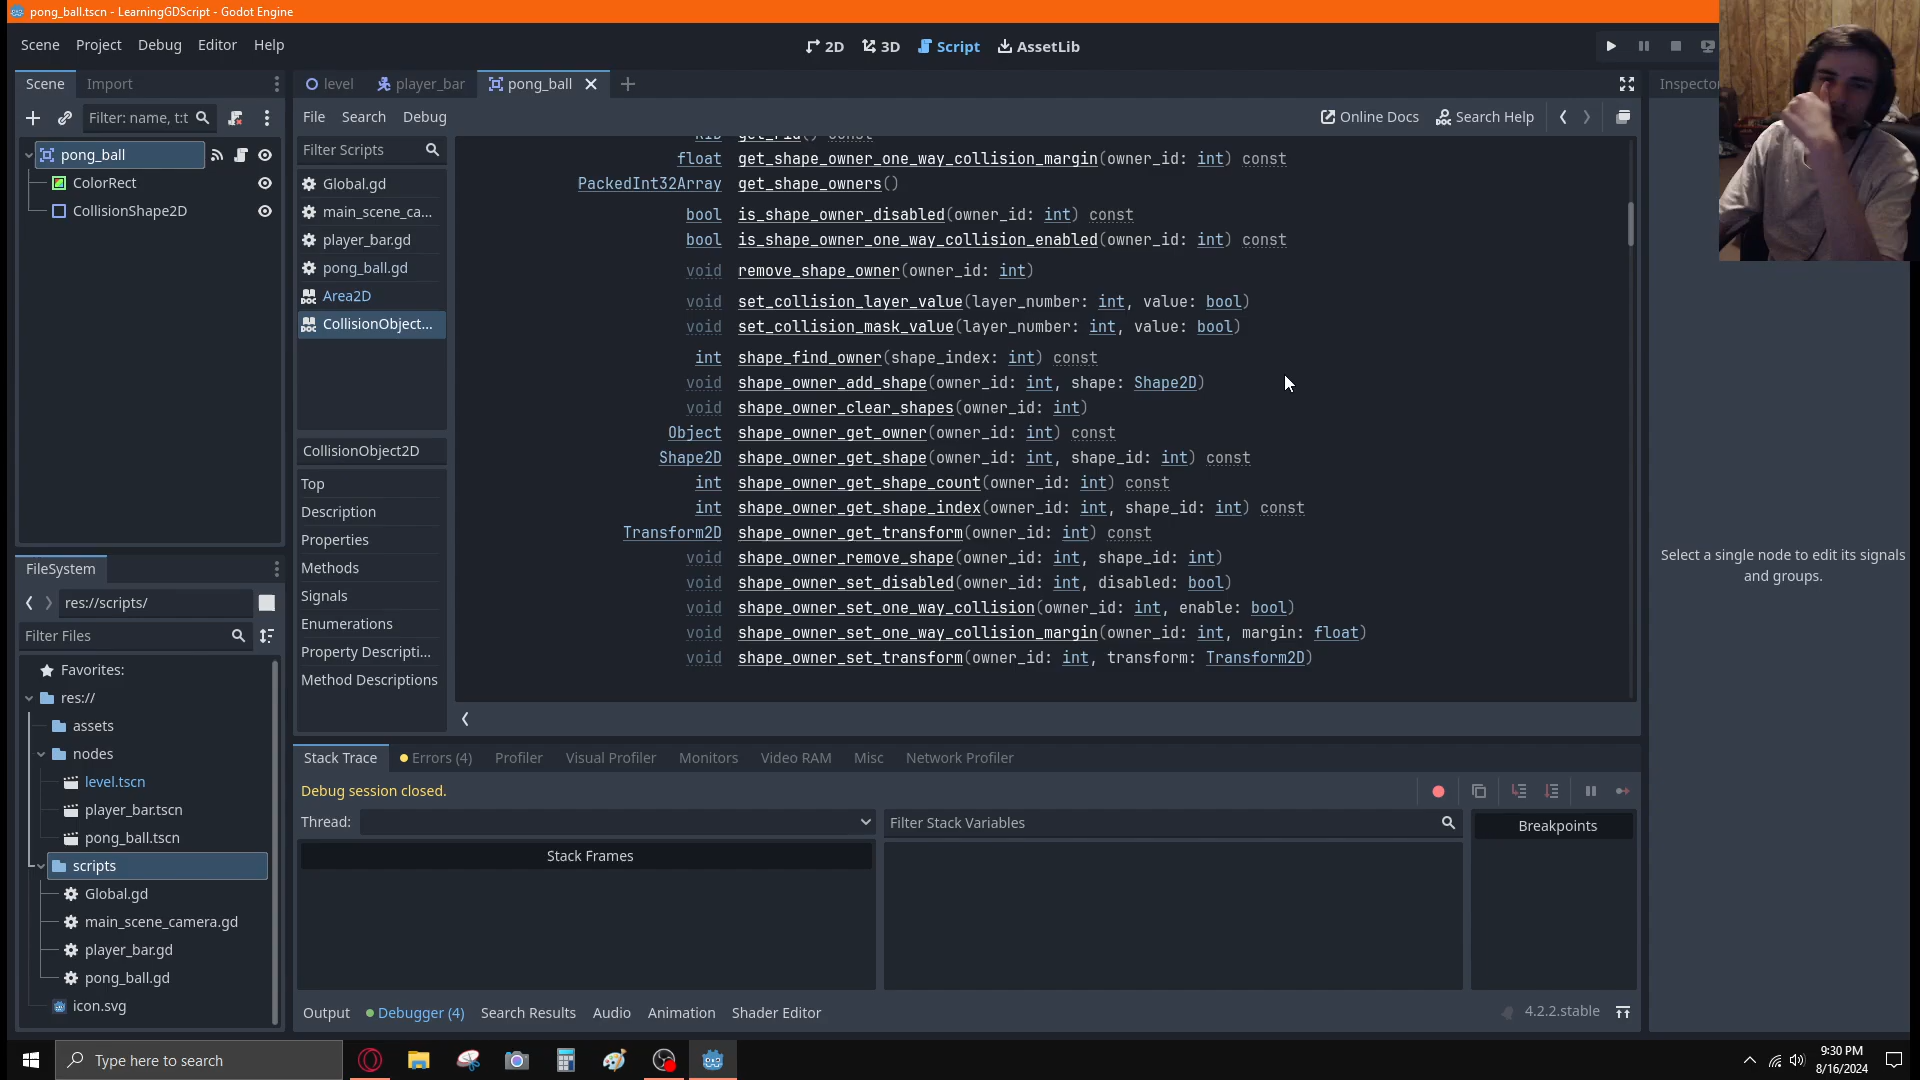 pong_ball.tscn - LearningGDScript - Godot Engine
Scene Project Debug Editor Help
2D 3D Script AssetLib
Scene Import
level player_bar pong_ball
Inspector
Filter: name, t:t
File Search Debug
Online Docs Search Help
pong_ball
ColorRect
CollisionShape2D
Filter Scripts
Global.gd
main_scene_ca...
player_bar.gd
pong_ball.gd
Area2D
CollisionObject...
CollisionObject2D
Top
Description
Properties
Methods
Signals
Enumerations
Property Descripti...
Method Descriptions
RID get_rid() const
float get_shape_owner_one_way_collision_margin(owner_id: int) const
PackedInt32Array get_shape_owners()
bool is_shape_owner_disabled(owner_id: int) const
bool is_shape_owner_one_way_collision_enabled(owner_id: int) const
void remove_shape_owner(owner_id: int)
void set_collision_layer_value(layer_number: int, value: bool)
void set_collision_mask_value(layer_number: int, value: bool)
int shape_find_owner(shape_index: int) const
void shape_owner_add_shape(owner_id: int, shape: Shape2D)
void shape_owner_clear_shapes(owner_id: int)
Object shape_owner_get_owner(owner_id: int) const
Shape2D shape_owner_get_shape(owner_id: int, shape_id: int) const
int shape_owner_get_shape_count(owner_id: int) const
int shape_owner_get_shape_index(owner_id: int, shape_id: int) const
Transform2D shape_owner_get_transform(owner_id: int) const
void shape_owner_remove_shape(owner_id: int, shape_id: int)
void shape_owner_set_disabled(owner_id: int, disabled: bool)
void shape_owner_set_one_way_collision(owner_id: int, enable: bool)
void shape_owner_set_one_way_collision_margin(owner_id: int, margin: float)
void shape_owner_set_transform(owner_id: int, transform: Transform2D)
Select a single node to edit its signals
and groups.
FileSystem
res://scripts/
Filter Files
Favorites:
res://
assets
nodes
level.tscn
player_bar.tscn
pong_ball.tscn
scripts
Global.gd
main_scene_camera.gd
player_bar.gd
pong_ball.gd
icon.svg
Stack Trace Errors (4) Profiler Visual Profiler Monitors Video RAM Misc Network Profiler
Debug session closed.
Thread:
Filter Stack Variables
Breakpoints
Stack Frames
Output Debugger (4) Search Results Audio Animation Shader Editor
4.2.2.stable
Type here to search
9:30 PM
8/16/2024